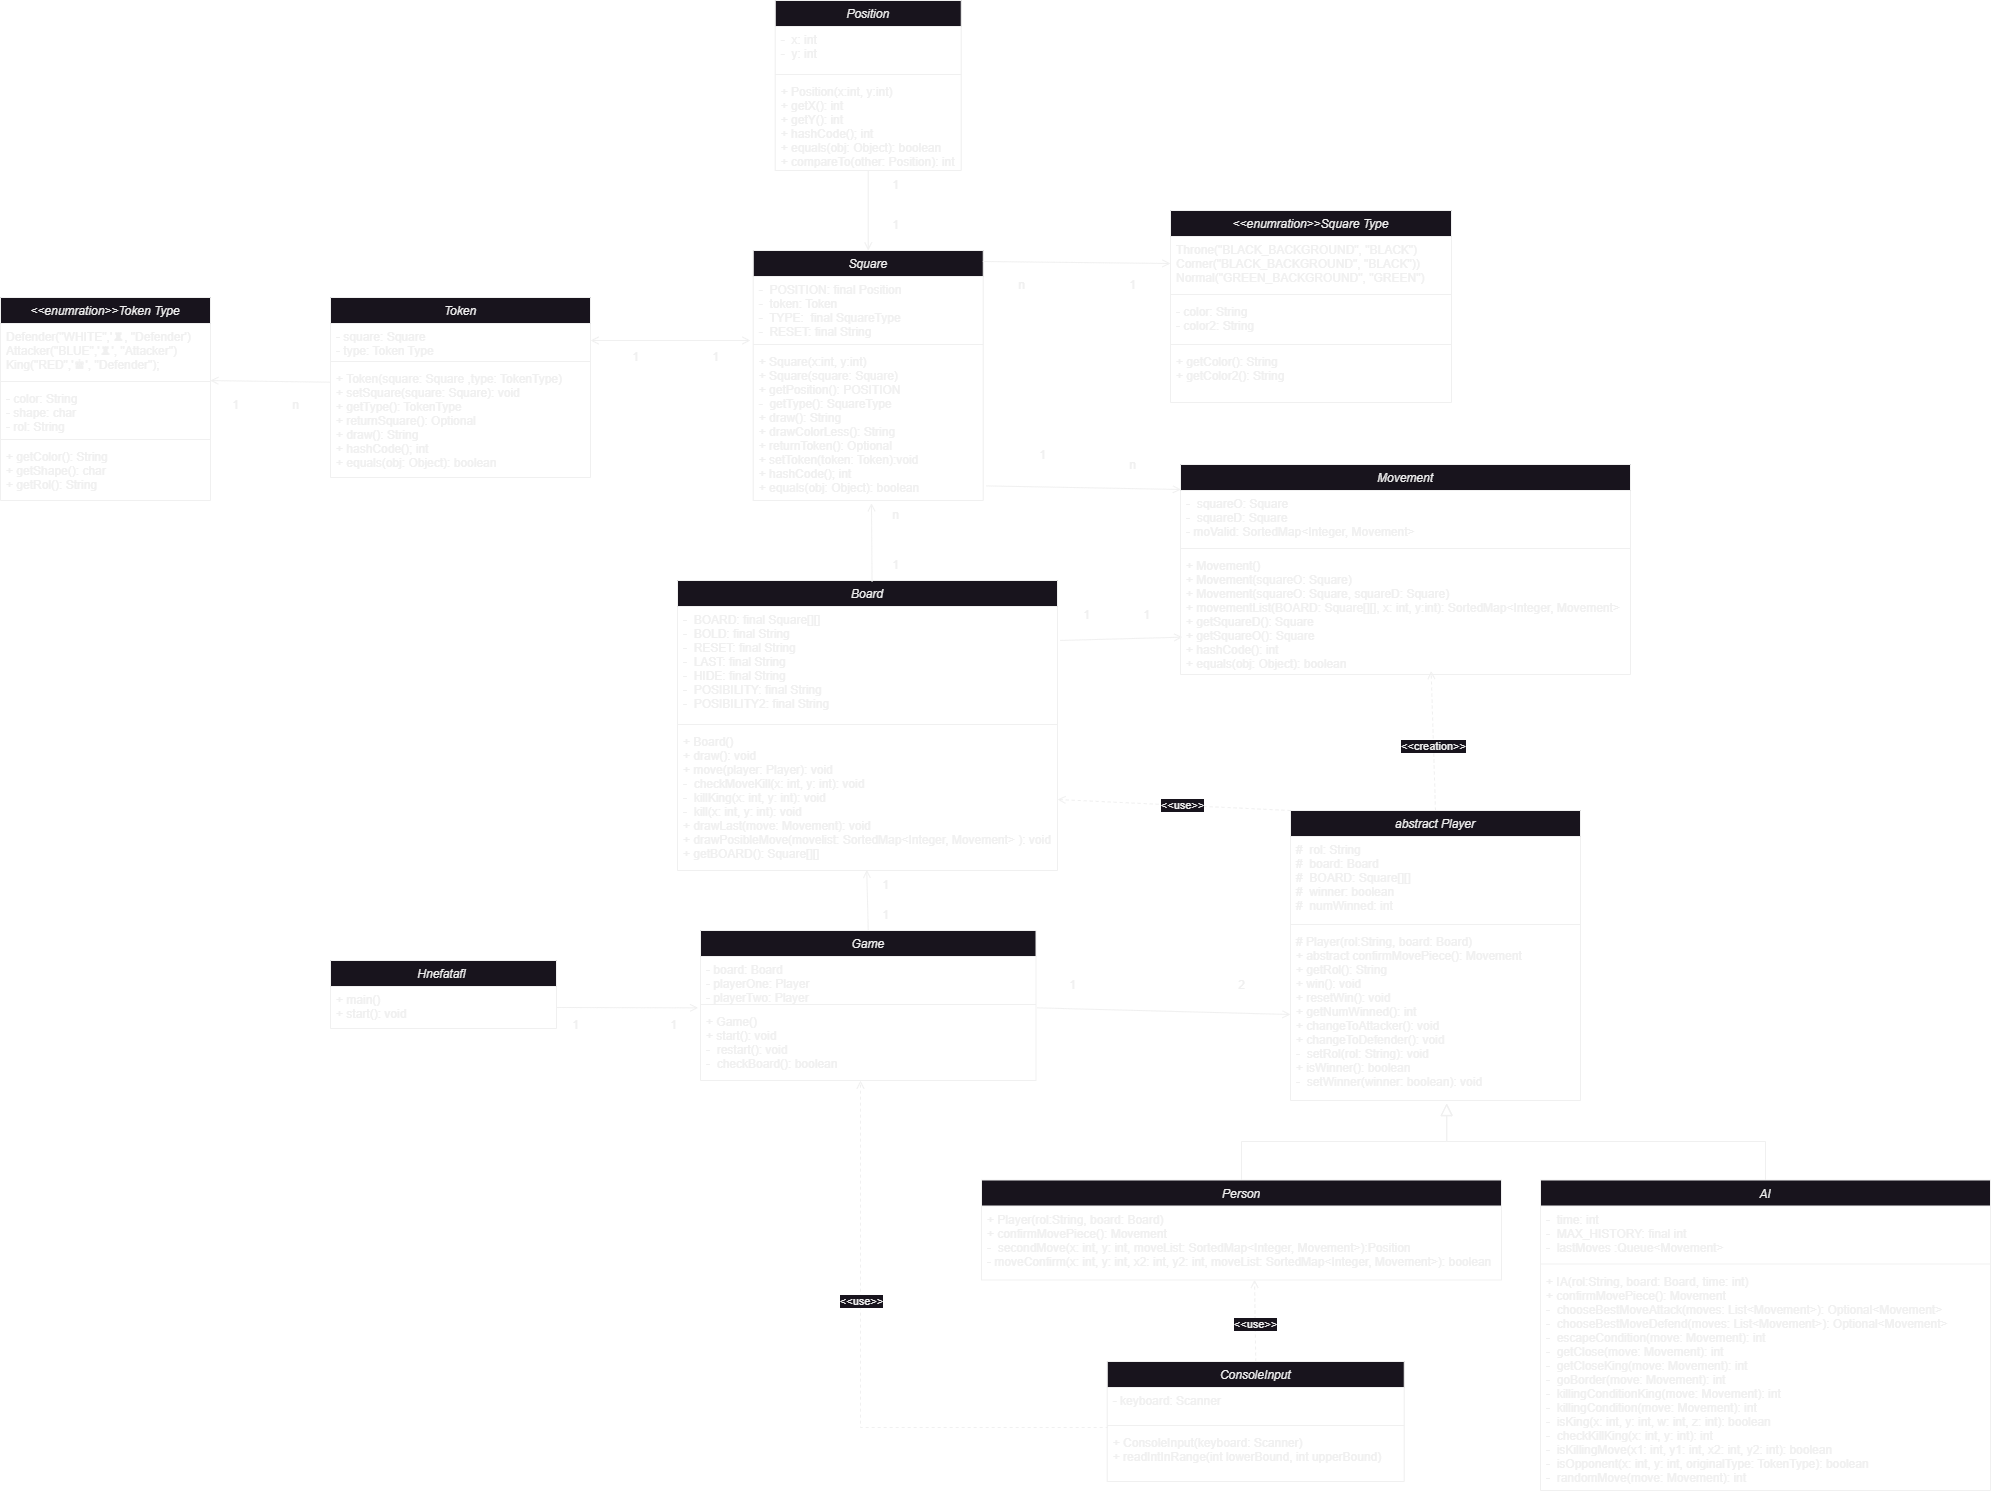 Position
- x: int
- y: int
+ Position(x:int, y:int)
+ getX(): int
+ getY(): int
+ hashCode(); int
+ equals(obj: Object): boolean
+ compareTo(other: Position): int
1
1
<<enumration>>Square Type
Throne("BLACK_BACKGROUND", "BLACK")
Corner("BLACK_BACKGROUND", "BLACK"))
Normal("GREEN_BACKGROUND", "GREEN")
- color: String
- color2: String
+ getColor(): String
+ getColor2(): String
Square
- POSITION: final Position
- token: Token
- TYPE: final SquareType
- RESET: final String
+ Square(x:int, y:int)
+ Square(square: Square)
+ getPosition(): POSITION
- getType(): SquareType
+ draw(): String
+ drawColorLess(): String
+ returnToken(): Optional
+ setToken(token: Token):void
+ hashCode(); int
+ equals(obj: Object): boolean
n
1
<<enumration>>Token Type
Defender("WHITE",'♜, "Defender")
Attacker("BLUE",'♜', "Attacker")
King("RED",'♚', "Defender");
- color: String
- shape: char
- rol: String
+ getColor(): String
+ getShape(): char
+ getRol(): String
Token
- square: Square
- type: Token Type
+ Token(square: Square ,type: TokenType)
+ setSquare(square: Square): void
+ getType(): TokenType
+ returnSquare(): Optional
+ draw(): String
+ hashCode(); int
+ equals(obj: Object): boolean
1
1
1
n
1
n
Movement
- squareO: Square
- squareD: Square
- moValid: SortedMap<Integer, Movement>
+ Movement()
+ Movement(squareO: Square)
+ Movement(squareO: Square, squareD: Square)
+ movementList(BOARD: Square[][], x: int, y:int): SortedMap<Integer, Movement>
+ getSquareD(): Square
+ getSquareO(): Square
+ hashCode(): int
+ equals(obj: Object): boolean
n
1
Board
- BOARD: final Square[][]
- BOLD: final String
- RESET: final String
- LAST: final String
- HIDE: final String
- POSIBILITY: final String
- POSIBILITY2: final String
+ Board()
+ draw(): void
+ move(player: Player): void
- checkMoveKill(x: int, y: int): void
- killKing(x: int, y: int): void
- kill(x: int, y: int): void
+ drawLast(move: Movement): void
+ drawPosibleMove(movelist: SortedMap<Integer, Movement> ): void
+ getBOARD(): Square[][]
1
1
<<creation>>
<<use>>
abstract Player
# rol: String
# board: Board
# BOARD: Square[][]
# winner: boolean
# numWinned: int
# Player(rol:String, board: Board)
+ abstract confirmMovePiece(): Movement
+ getRol(): String
+ win(): void
+ resetWin(): void
+ getNumWinned(): int
+ changeToAttacker(): void
+ changeToDefender(): void
- setRol(rol: String): void
+ isWinner(): boolean
- setWinner(winner: boolean): void
1
1
Game
- board: Board
- playerOne: Player
- playerTwo: Player
+ Game()
+ start(): void
- restart(): void
- checkBoard(): boolean
1
2
Hnefatafl
+ main()
+ start(): void
1
1
Person
+ Player(rol:String, board: Board)
+ confirmMovePiece(): Movement
- secondMove(x: int, y: int, moveList: SortedMap<Integer, Movement>):Position
- moveConfirm(x: int, y: int, x2: int, y2: int, moveList: SortedMap<Integer, Movement>): boolean
AI
- time: int
- MAX_HISTORY: final int
- lastMoves :Queue<Movement>
+ IA(rol:String, board: Board, time: int)
+ confirmMovePiece(): Movement
- chooseBestMoveAttack(moves: List<Movement>): Optional<Movement>
- chooseBestMoveDefend(moves: List<Movement>): Optional<Movement>
- escapeCondition(move: Movement): int
- getClose(move: Movement): int
- getCloseKing(move: Movement): int
- goBorder(move: Movement): int
- killingConditionKing(move: Movement): int
- killingCondition(move: Movement): int
- isKing(x: int, y: int, w: int, z: int): boolean
- checkKillKing(x: int, y: int): int
- isKillingMove(x1: int, y1: int, x2: int, y2: int): boolean
- isOpponent(x: int, y: int, originalType: TokenType): boolean
- randomMove(move: Movement): int
<<use>>
<<use>>
ConsoleInput
- keyboard: Scanner
+ ConsoleInput(keyboard: Scanner)
+ readIntInRange(int lowerBound, int upperBound)